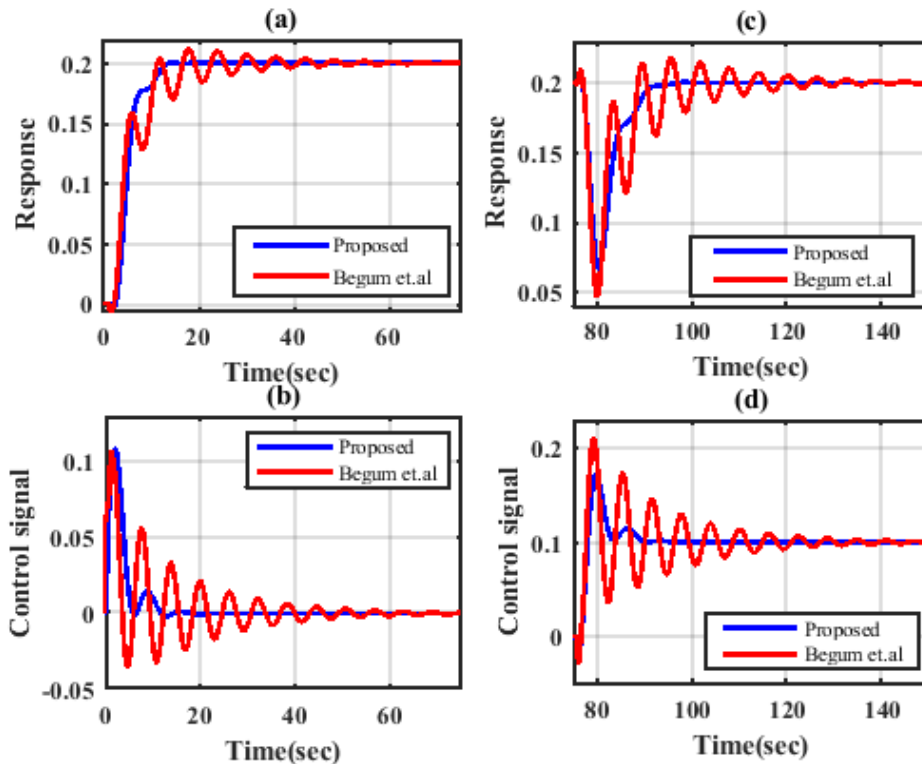 (a)
Response
0.2
0.15
0.1
0.05
0
Proposed
Begum et.al
0 20 40 60
Time(sec)
(c)
Response
0.2
0.15
0.1
0.05
Proposed
Begum et.al
80 100 120 140
Time(sec)
(b)
Control signal
0.1
0.05
0
-0.05
Proposed
Begum et.al
0 20 40 60
Time(sec)
(d)
Control signal
0.2
0.1
0
Proposed
Begum et.al
80 100 120 140
Time(sec)